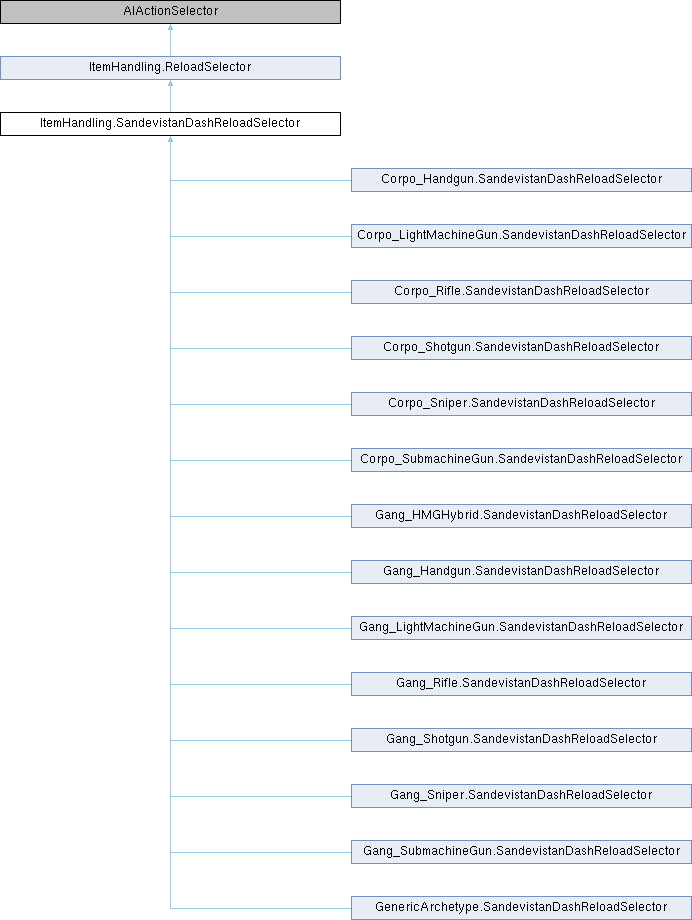 AIActionSelector
ItemHandling.ReloadSelector
ItemHandling.SandevistanDashReloadSelector
Corpo_Handgun.SandevistanDashReloadSelector
Corpo_LightMachineGun.SandevistanDashReloadSelector
Corpo_Rifle.SandevistanDashReloadSelector
Corpo_Shotgun.SandevistanDashReloadSelector
Corpo_Sniper.SandevistanDashReloadSelector
Corpo_SubmachineGun.SandevistanDashReloadSelector
Gang_HMGHybrid.SandevistanDashReloadSelector
Gang_Handgun.SandevistanDashReloadSelector
Gang_LightMachineGun.SandevistanDashReloadSelector
Gang_Rifle.SandevistanDashReloadSelector
Gang_Shotgun.SandevistanDashReloadSelector
Gang_Sniper.SandevistanDashReloadSelector
Gang_SubmachineGun.SandevistanDashReloadSelector
GenericArchetype.SandevistanDashReloadSelector